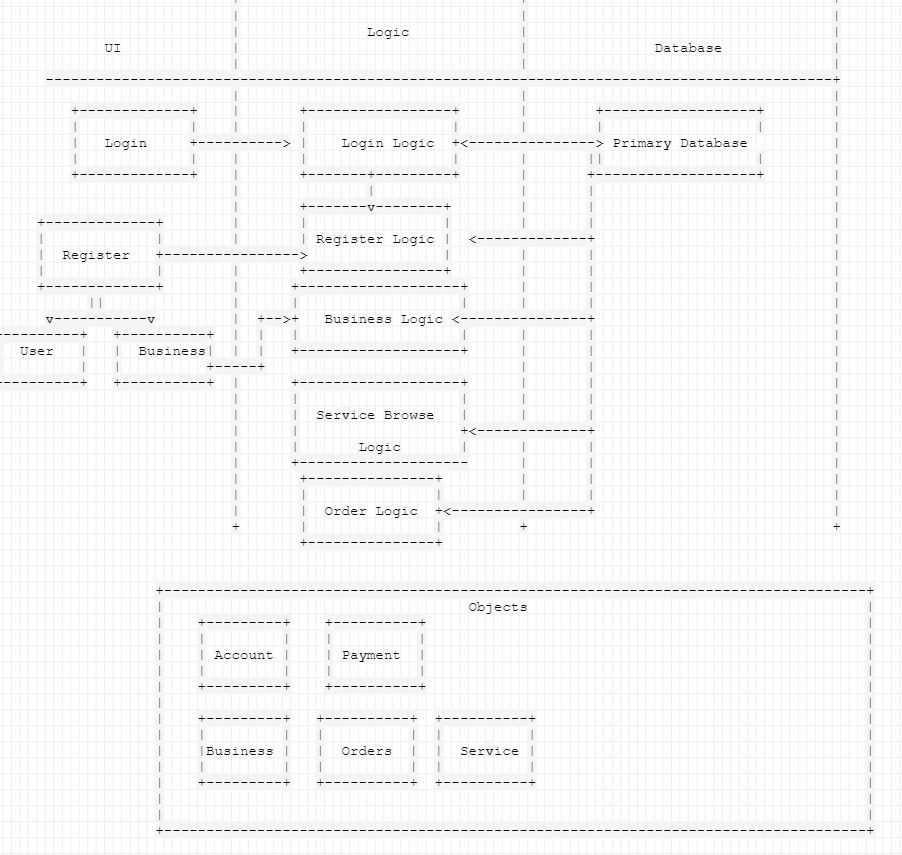 Logic
UI
Database
Login
Login Logic
Primary Database
Register Logic
Register
Business Logic
User
Business
Service Browse
Logic
Order Logic
Objects
Account
Payment
Business
Orders
Service